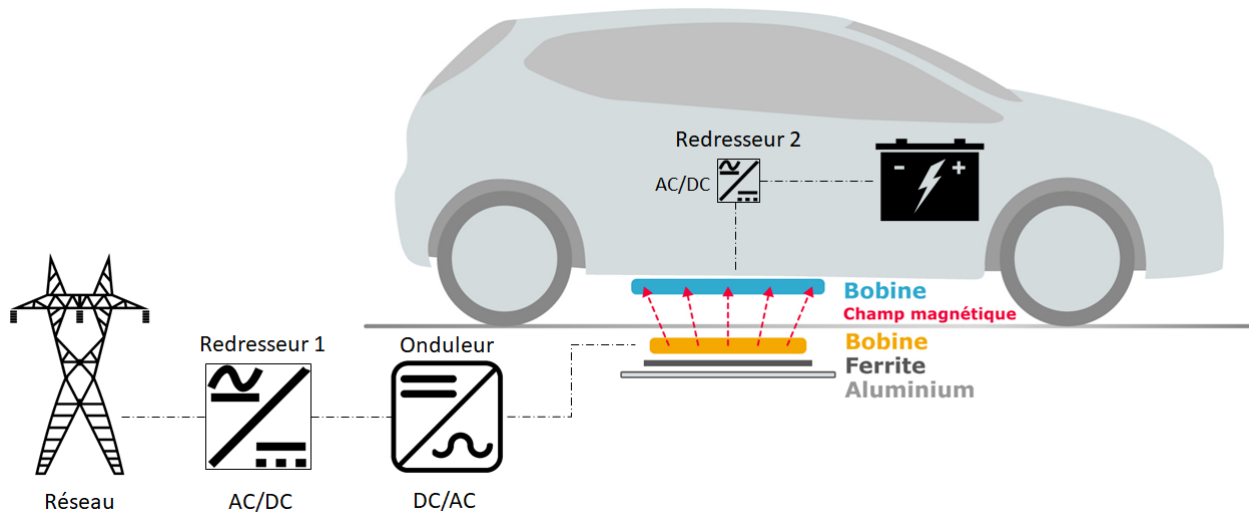 Redresseur 2
AC/DC
- +
Bobine
Champ magnétique
Bobine
Ferrite
Aluminium
Redresseur 1
Onduleur
Réseau
AC/DC
DC/AC